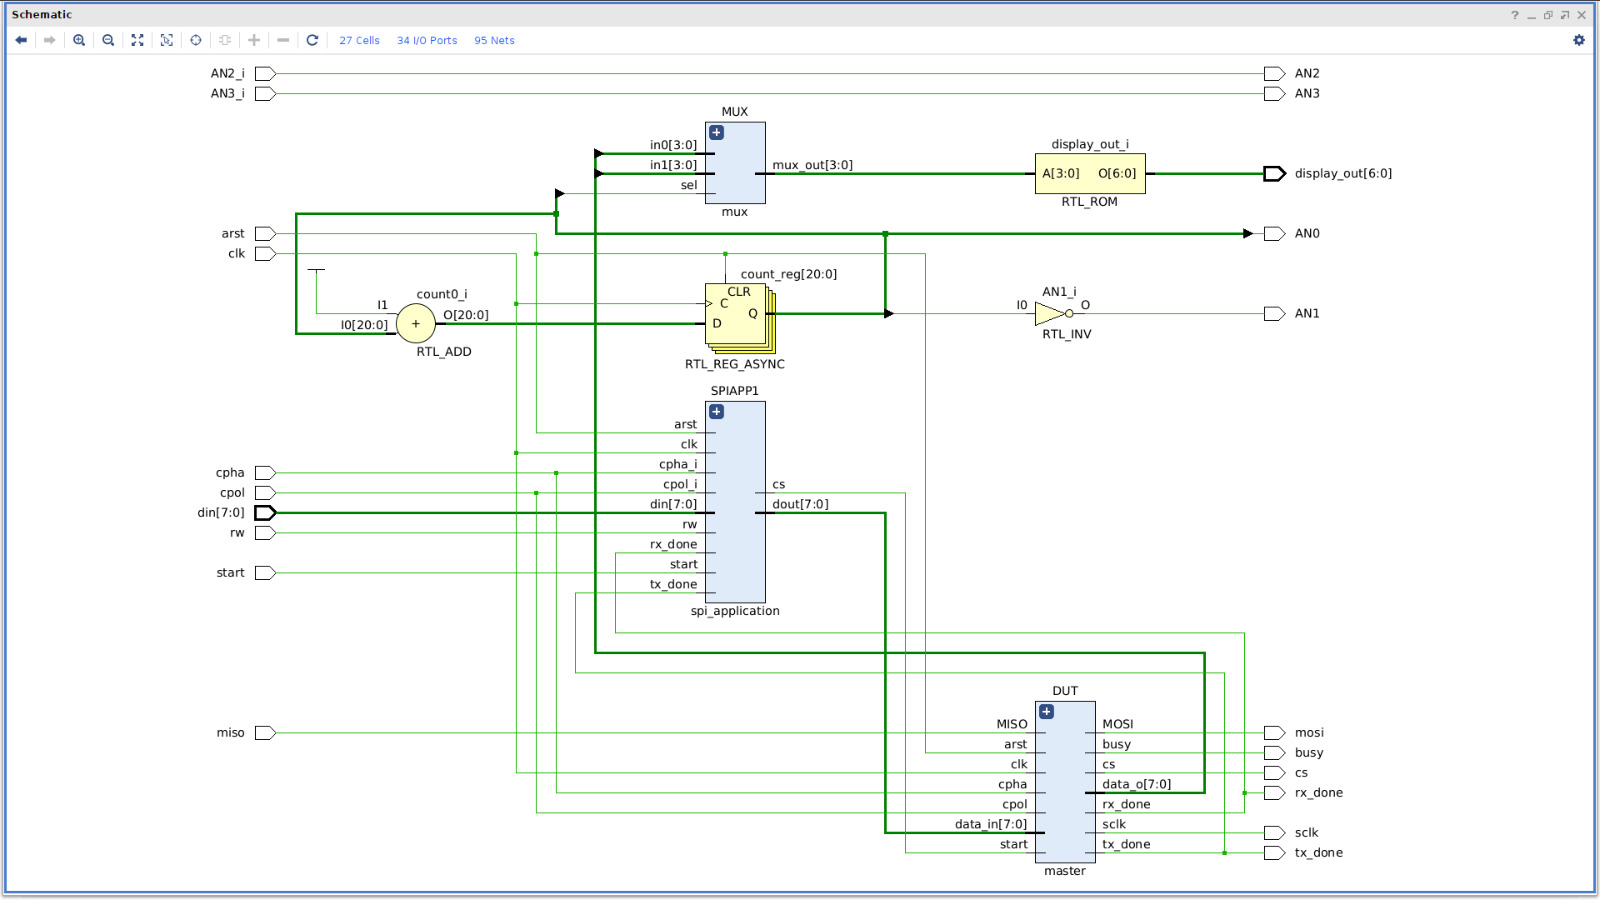 Schematic
27 Cells 34 I/O Ports 95 Nets
AN2_i AN2
AN3_i AN3
MUX
in0[3:0]
in1[3:0] mux_out[3:0]
sel
mux
display_out_i
A[3:0] O[6:0] display_out[6:0]
RTL_ROM
arst AN0
clk
count_reg[20:0]
CLR
C
D Q
RTL_REG_ASYNC
count0_i
I1
I0[20:0] + O[20:0]
RTL_ADD
AN1_i
I0 O AN1
RTL_INV
SPIAPP1
arst
clk
cpha cpha_i
cpol cpol_i cs
din[7:0] din[7:0] dout[7:0]
rw rw
rx_done
start start
tx_done
spi_application
DUT
miso MISO MOSI mosi
arst busy busy
clk cs cs
cpha data_o[7:0] rx_done
cpol rx_done
data_in[7:0] sclk sclk
start tx_done tx_done
master